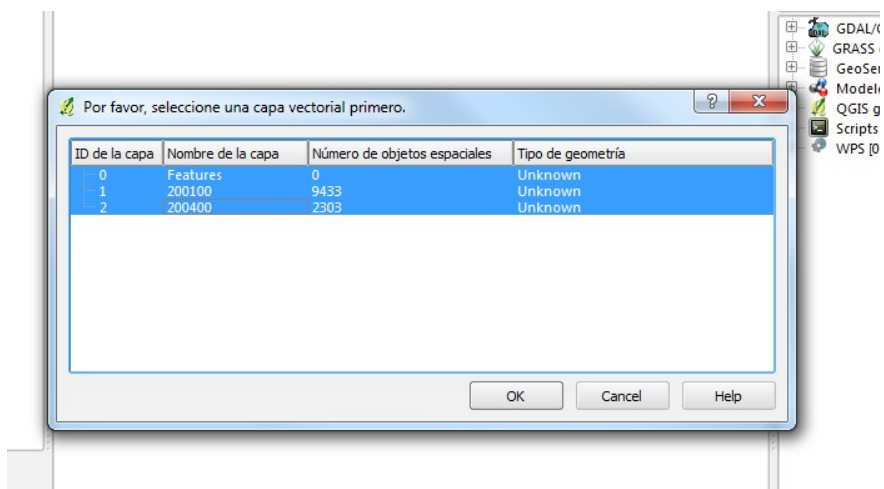 Por favor, seleccione una capa vectorial primero.
ID de la capa Nombre de la capa Número de objetos espaciales Tipo de geometría
0 Features 0 Unknown
1 200100 9433 Unknown
2 200400 2303 Unknown
OK Cancel Help
GDAL/
GRASS
GeoSer
Modele
QGIS g
Scripts
WPS [0